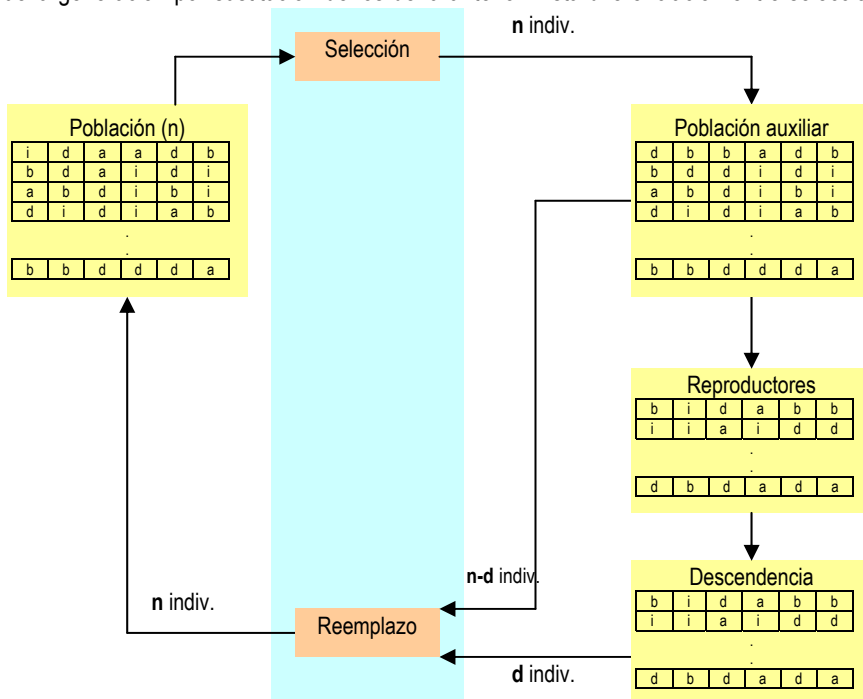 n indiv.
Selección
Población (n)
i d a a d b
b d a i d i
a b d i b i
d i d i a b
.
.
b b d d d a
Población auxiliar
d b b a d b
b d d i d i
a b d i b i
d i d i a b
.
.
b b d d d a
Reproductores
b i d a b b
i i a i d d
.
.
d b d a d a
n-d indiv.
Descendencia
b i d a b b
i i a i d d
.
.
d b d a d a
n indiv.
Reemplazo
d indiv.